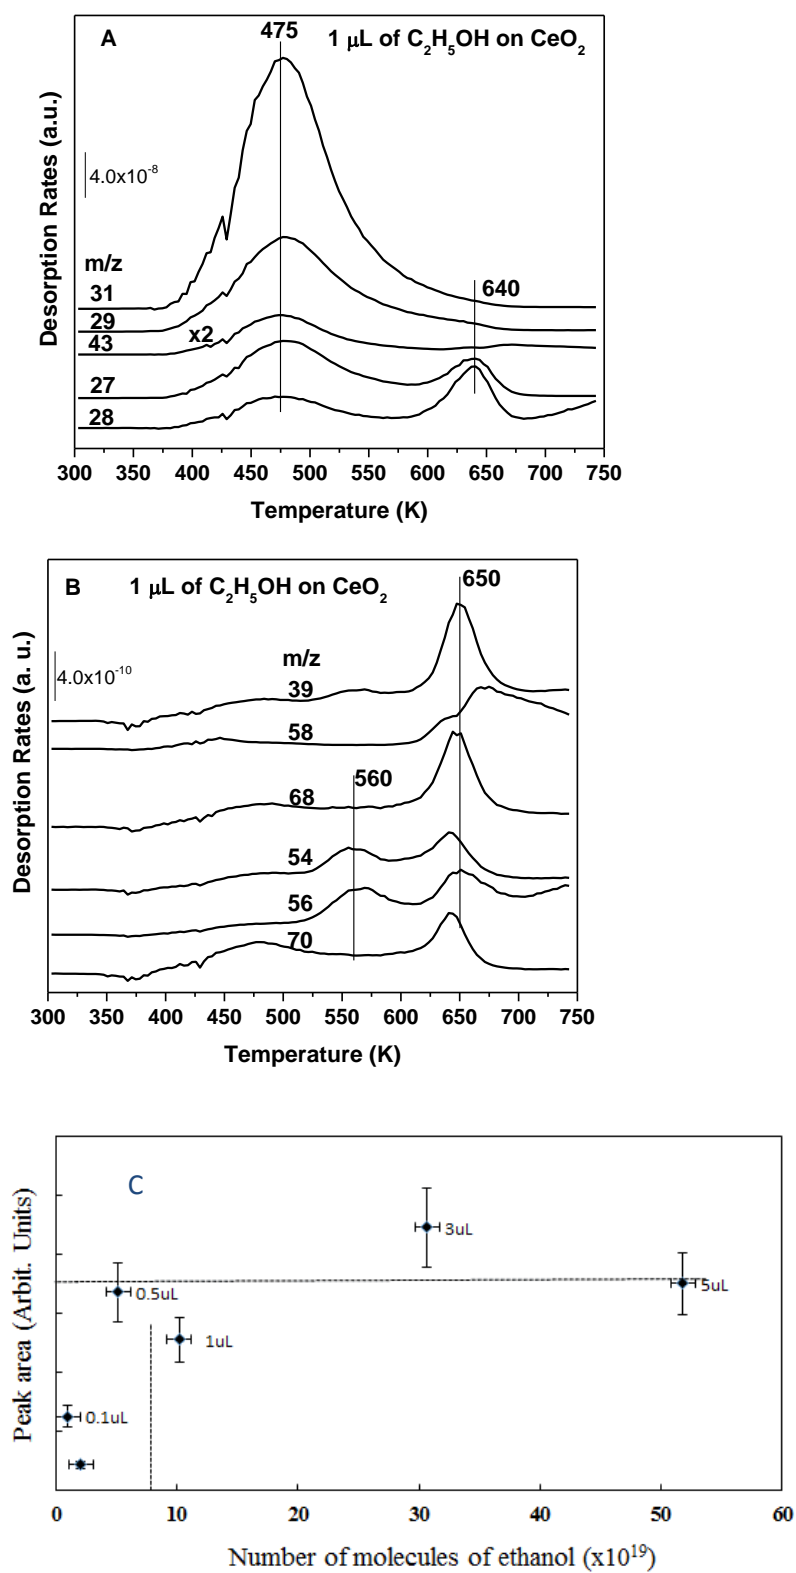 A
475
1 μL of C₂H₅OH on CeO₂
Desorption Rates (a.u.)
4.0x10⁻⁸
m/z
31
29
43
x2
27
28
640
300 350 400 450 500 550 600 650 700 750
Temperature (K)
B
1 μL of C₂H₅OH on CeO₂
650
Desorption Rates (a. u.)
4.0x10⁻¹⁰
m/z
39
58
68
560
54
56
70
300 350 400 450 500 550 600 650 700 750
Temperature (K)
C
Peak area (Arbit. Units)
3uL
0.5uL
5uL
1uL
0.1uL
0 10 20 30 40 50 60
Number of molecules of ethanol (x10¹⁹)